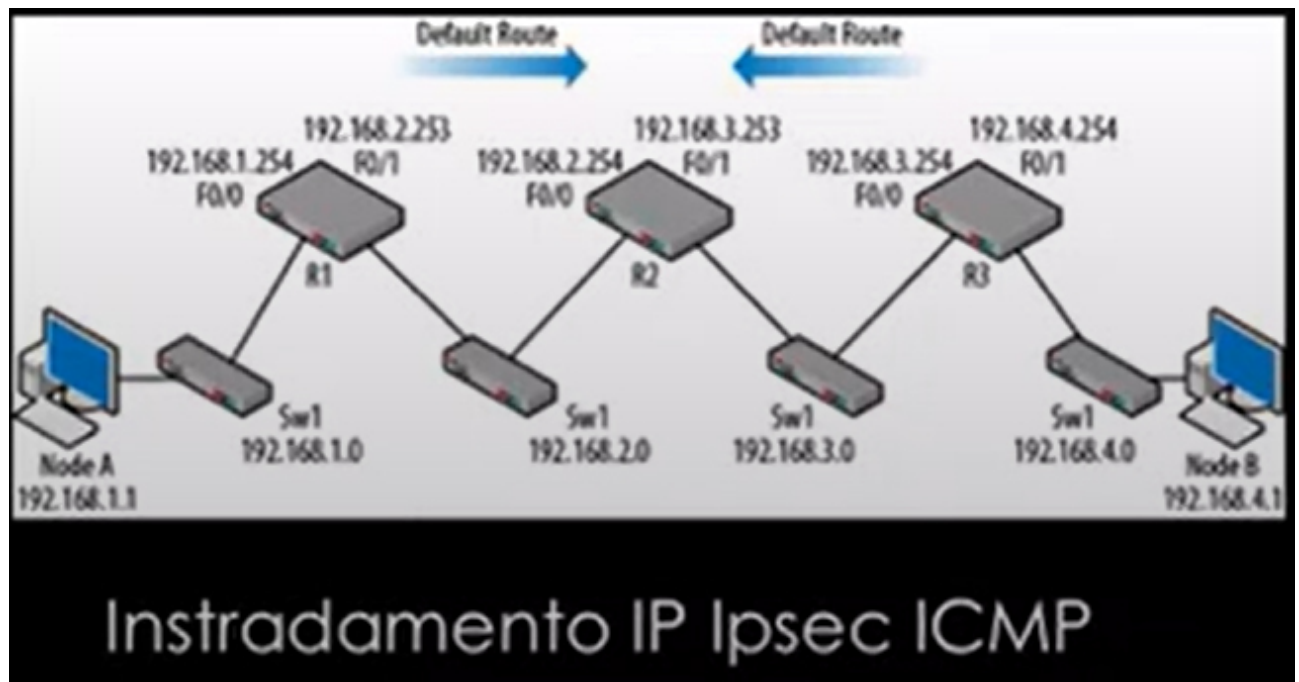 Default Route
Default Route
192.168.2.253
192.168.3.253
192.168.4.254
192.168.1.254
F0/1
192.168.2.254
F0/1
192.168.3.254
F0/1
F0/0
F0/0
F0/0
R1
R2
R3
Sw1
Sw1
Sw1
Sw1
192.168.1.0
192.168.2.0
192.168.3.0
192.168.4.0
Node A
Node B
192.168.1.1
192.168.4.1
Instradamento IP Ipsec ICMP